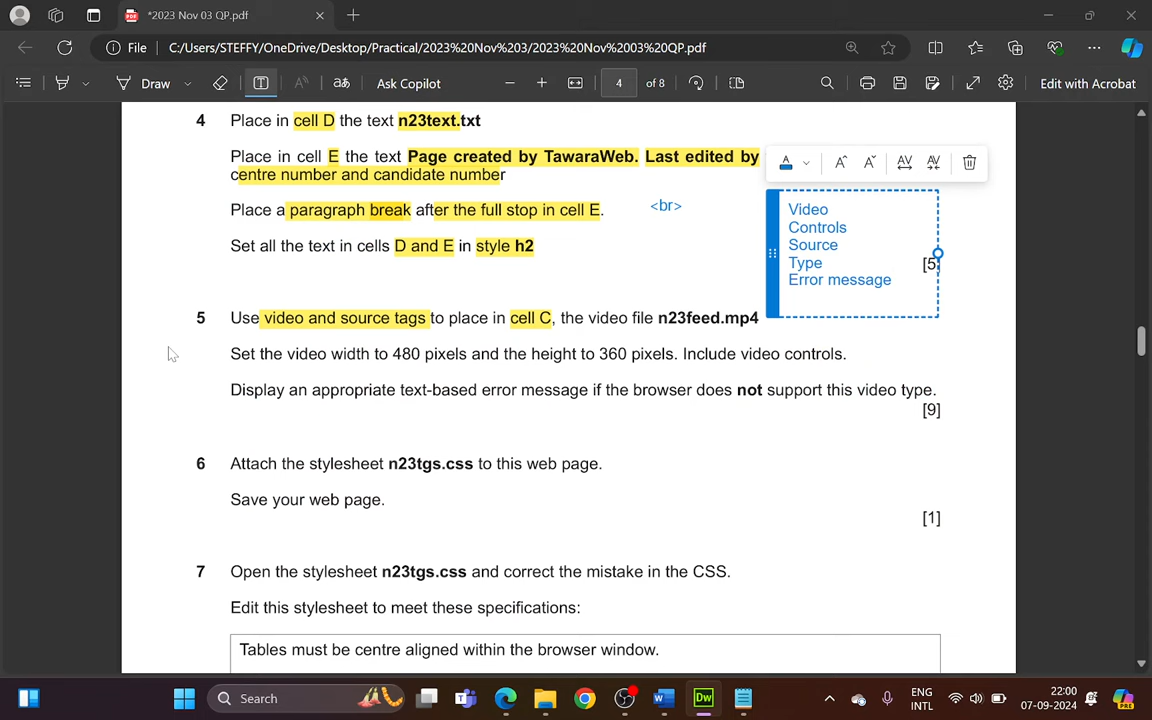 *2023 Nov 03 QP.pdf
File C:/Users/STEFFY/OneDrive/Desktop/Practical/2023%20Nov%203/2023%20Nov%2003%20QP.pdf
Draw
aあ
Ask Copilot
4 of 8
Edit with Acrobat
4 Place in cell D the text n23text.txt
Place in cell E the text Page created by TawaraWeb. Last edited by
centre number and candidate number
Place a paragraph break after the full stop in cell E.
<br>
Set all the text in cells D and E in style h2
A A A AV AV
Video
Controls
Source
Type
Error message
[5]
5 Use video and source tags to place in cell C, the video file n23feed.mp4
Set the video width to 480 pixels and the height to 360 pixels. Include video controls.
Display an appropriate text-based error message if the browser does not support this video type.
[9]
6 Attach the stylesheet n23tgs.css to this web page.
Save your web page.
[1]
7 Open the stylesheet n23tgs.css and correct the mistake in the CSS.
Edit this stylesheet to meet these specifications:
Tables must be centre aligned within the browser window.
Search
Dw
ENG
INTL
22:00
07-09-2024
PRE